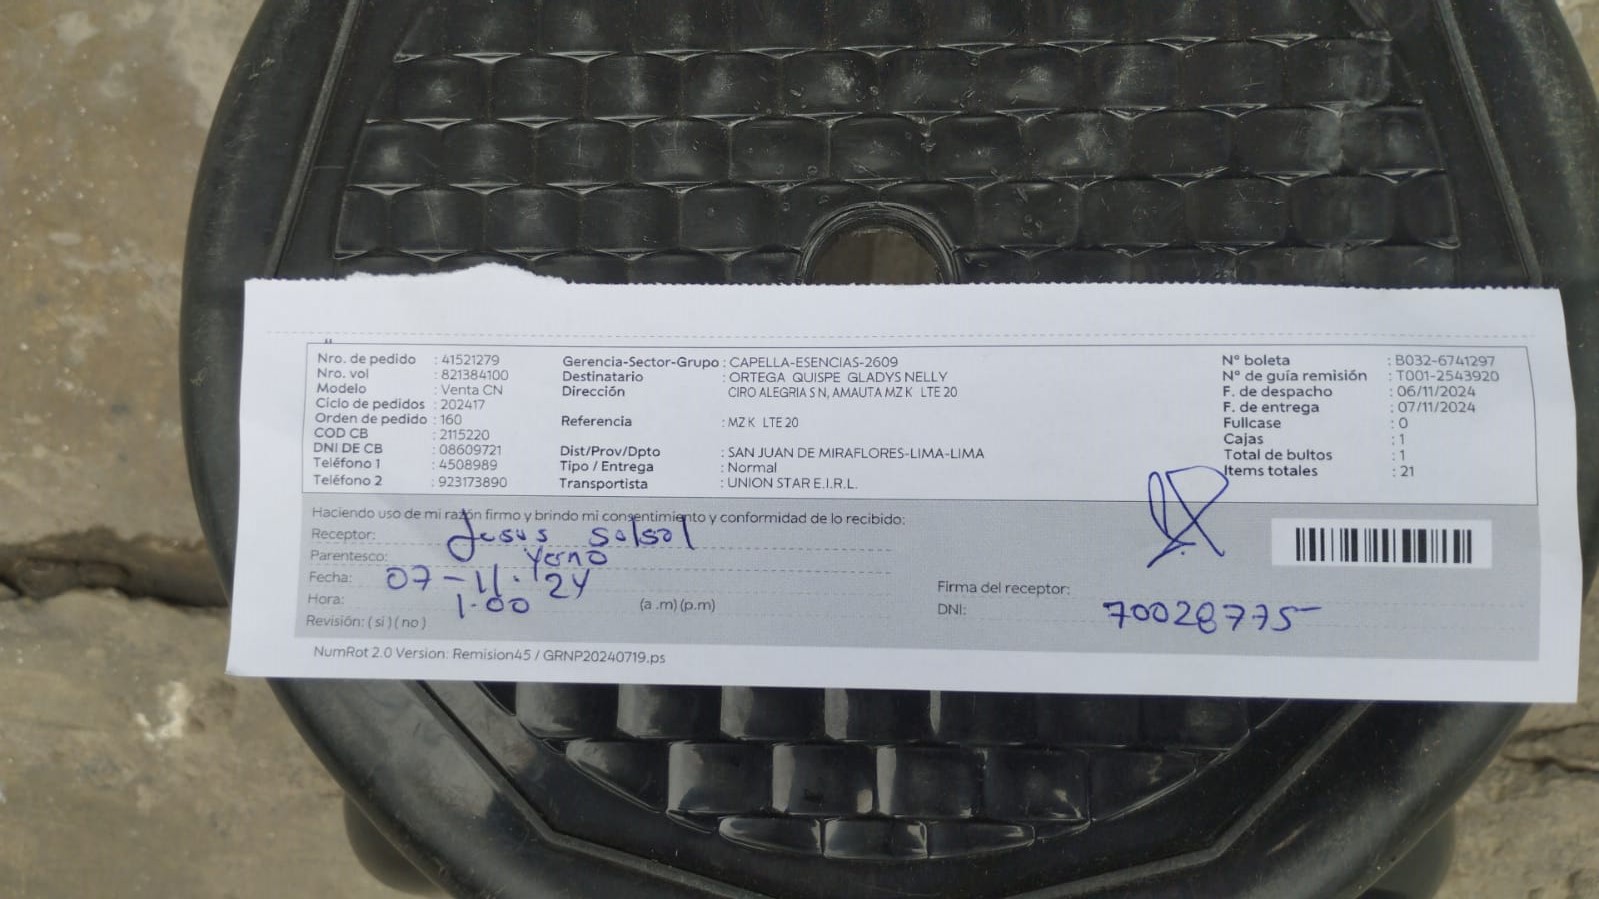 Nro. de pedido : 41521279
Nro. vol : 821384100
Modelo : Venta CN
Ciclo de pedidos : 202417
Orden de pedido : 160
COD CB : 2115220
DNI DE CB : 08609721
Teléfono 1 : 4508989
Teléfono 2 : 923173890
Gerencia-Sector-Grupo : CAPELLA-ESENCIAS-2609
Destinatario : ORTEGA QUISPE GLADYS NELLY
Dirección CIRO ALEGRIA S N, AMAUTA MZ K LTE 20
Referencia : MZ K LTE 20
Dist/Prov/Dpto : SAN JUAN DE MIRAFLORES-LIMA-LIMA
Tipo / Entrega : Normal
Transportista : UNION STAR E.I.R.L.
N° boleta : B032-6741297
N° de guía remisión : T001-2543920
F. de despacho : 06/11/2024
F. de entrega : 07/11/2024
Fullcase : 0
Cajas : 1
Total de bultos : 1
Items totales : 21
Haciendo uso de mi razón firmo y brindo mi consentimiento y conformidad de lo recibido:
Receptor: Jesus Salsol
Parentesco: Yerno
Fecha: 07-11-24
Hora: 1.00 (a .m) (p.m)
Revisión: ( si ) ( no )
Firma del receptor:
DNI: 70028775
NumRot 2.0 Version: Remision45 / GRNP20240719.ps